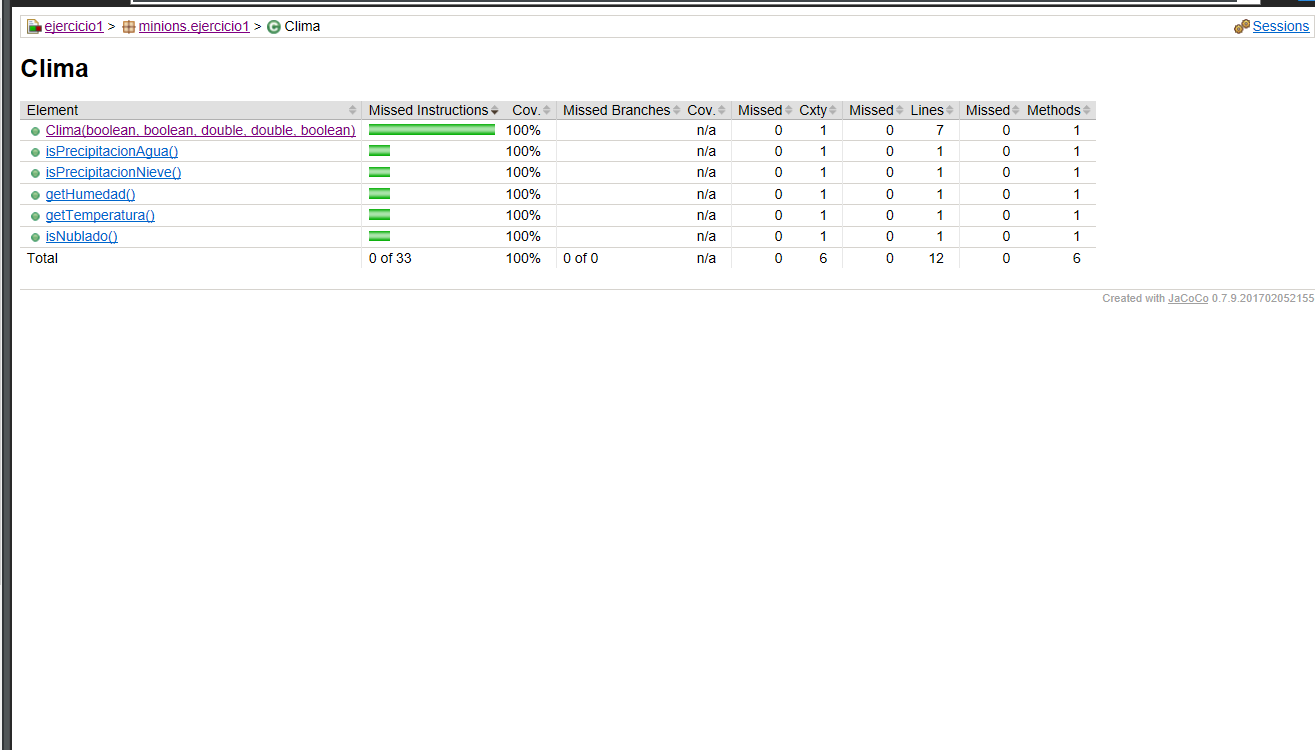 ejercicio1 > minions.ejercicio1 > Clima Sessions
Clima
Element Missed Instructions Cov. Missed Branches Cov. Missed Cxty Missed Lines Missed Methods
Clima(boolean, boolean, double, double, boolean) 100% n/a 0 1 0 7 0 1
isPrecipitacionAgua() 100% n/a 0 1 0 1 0 1
isPrecipitacionNieve() 100% n/a 0 1 0 1 0 1
getHumedad() 100% n/a 0 1 0 1 0 1
getTemperatura() 100% n/a 0 1 0 1 0 1
isNublado() 100% n/a 0 1 0 1 0 1
Total 0 of 33 100% 0 of 0 n/a 0 6 0 12 0 6
Created with JaCoCo 0.7.9.201702052155